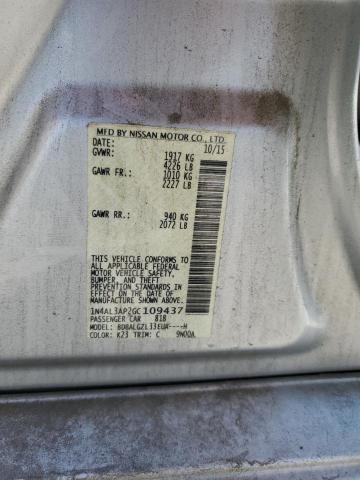 MFD BY NISSAN MOTOR CO., LTD.
DATE: 10/15
GVWR: 1917 KG
4226 LB
GAWR FR.: 1010 KG
2227 LB
GAWR RR.: 940 KG
2072 LB
THIS VEHICLE CONFORMS TO
ALL APPLICABLE FEDERAL
MOTOR VEHICLE SAFETY,
BUMPER, AND THEFT
PREVENTION STANDARDS
IN EFFECT ON THE DATE OF
MANUFACTURE SHOWN ABOVE.
1N4AL3AP2GC109437
PASSENGER CAR 818
MODEL: BDBALGZL33EUA----H
COLOR: K23 TRIM: C